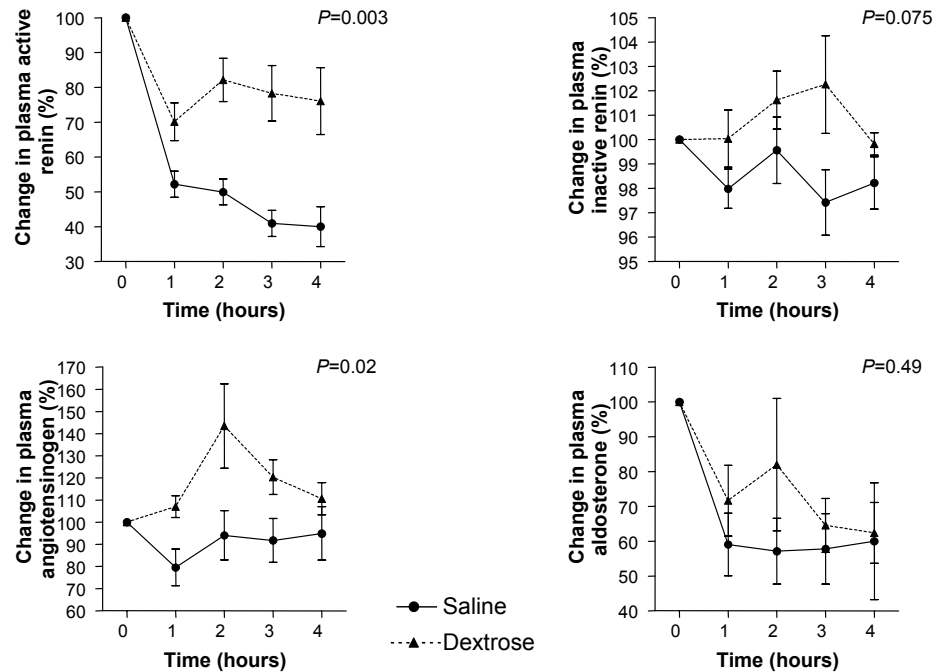 P=0.003
Change in plasma active
renin (%)
100
90
80
70
60
50
40
30
0 1 2 3 4
Time (hours)
P=0.075
Change in plasma
inactive renin (%)
105
104
103
102
101
100
99
98
97
96
95
0 1 2 3 4
Time (hours)
P=0.02
Change in plasma
angiotensinogen (%)
170
160
150
140
130
120
110
100
90
80
70
60
0 1 2 3 4
Time (hours)
P=0.49
Change in plasma
aldosterone (%)
110
100
90
80
70
60
50
40
0 1 2 3 4
Time (hours)
Saline
Dextrose